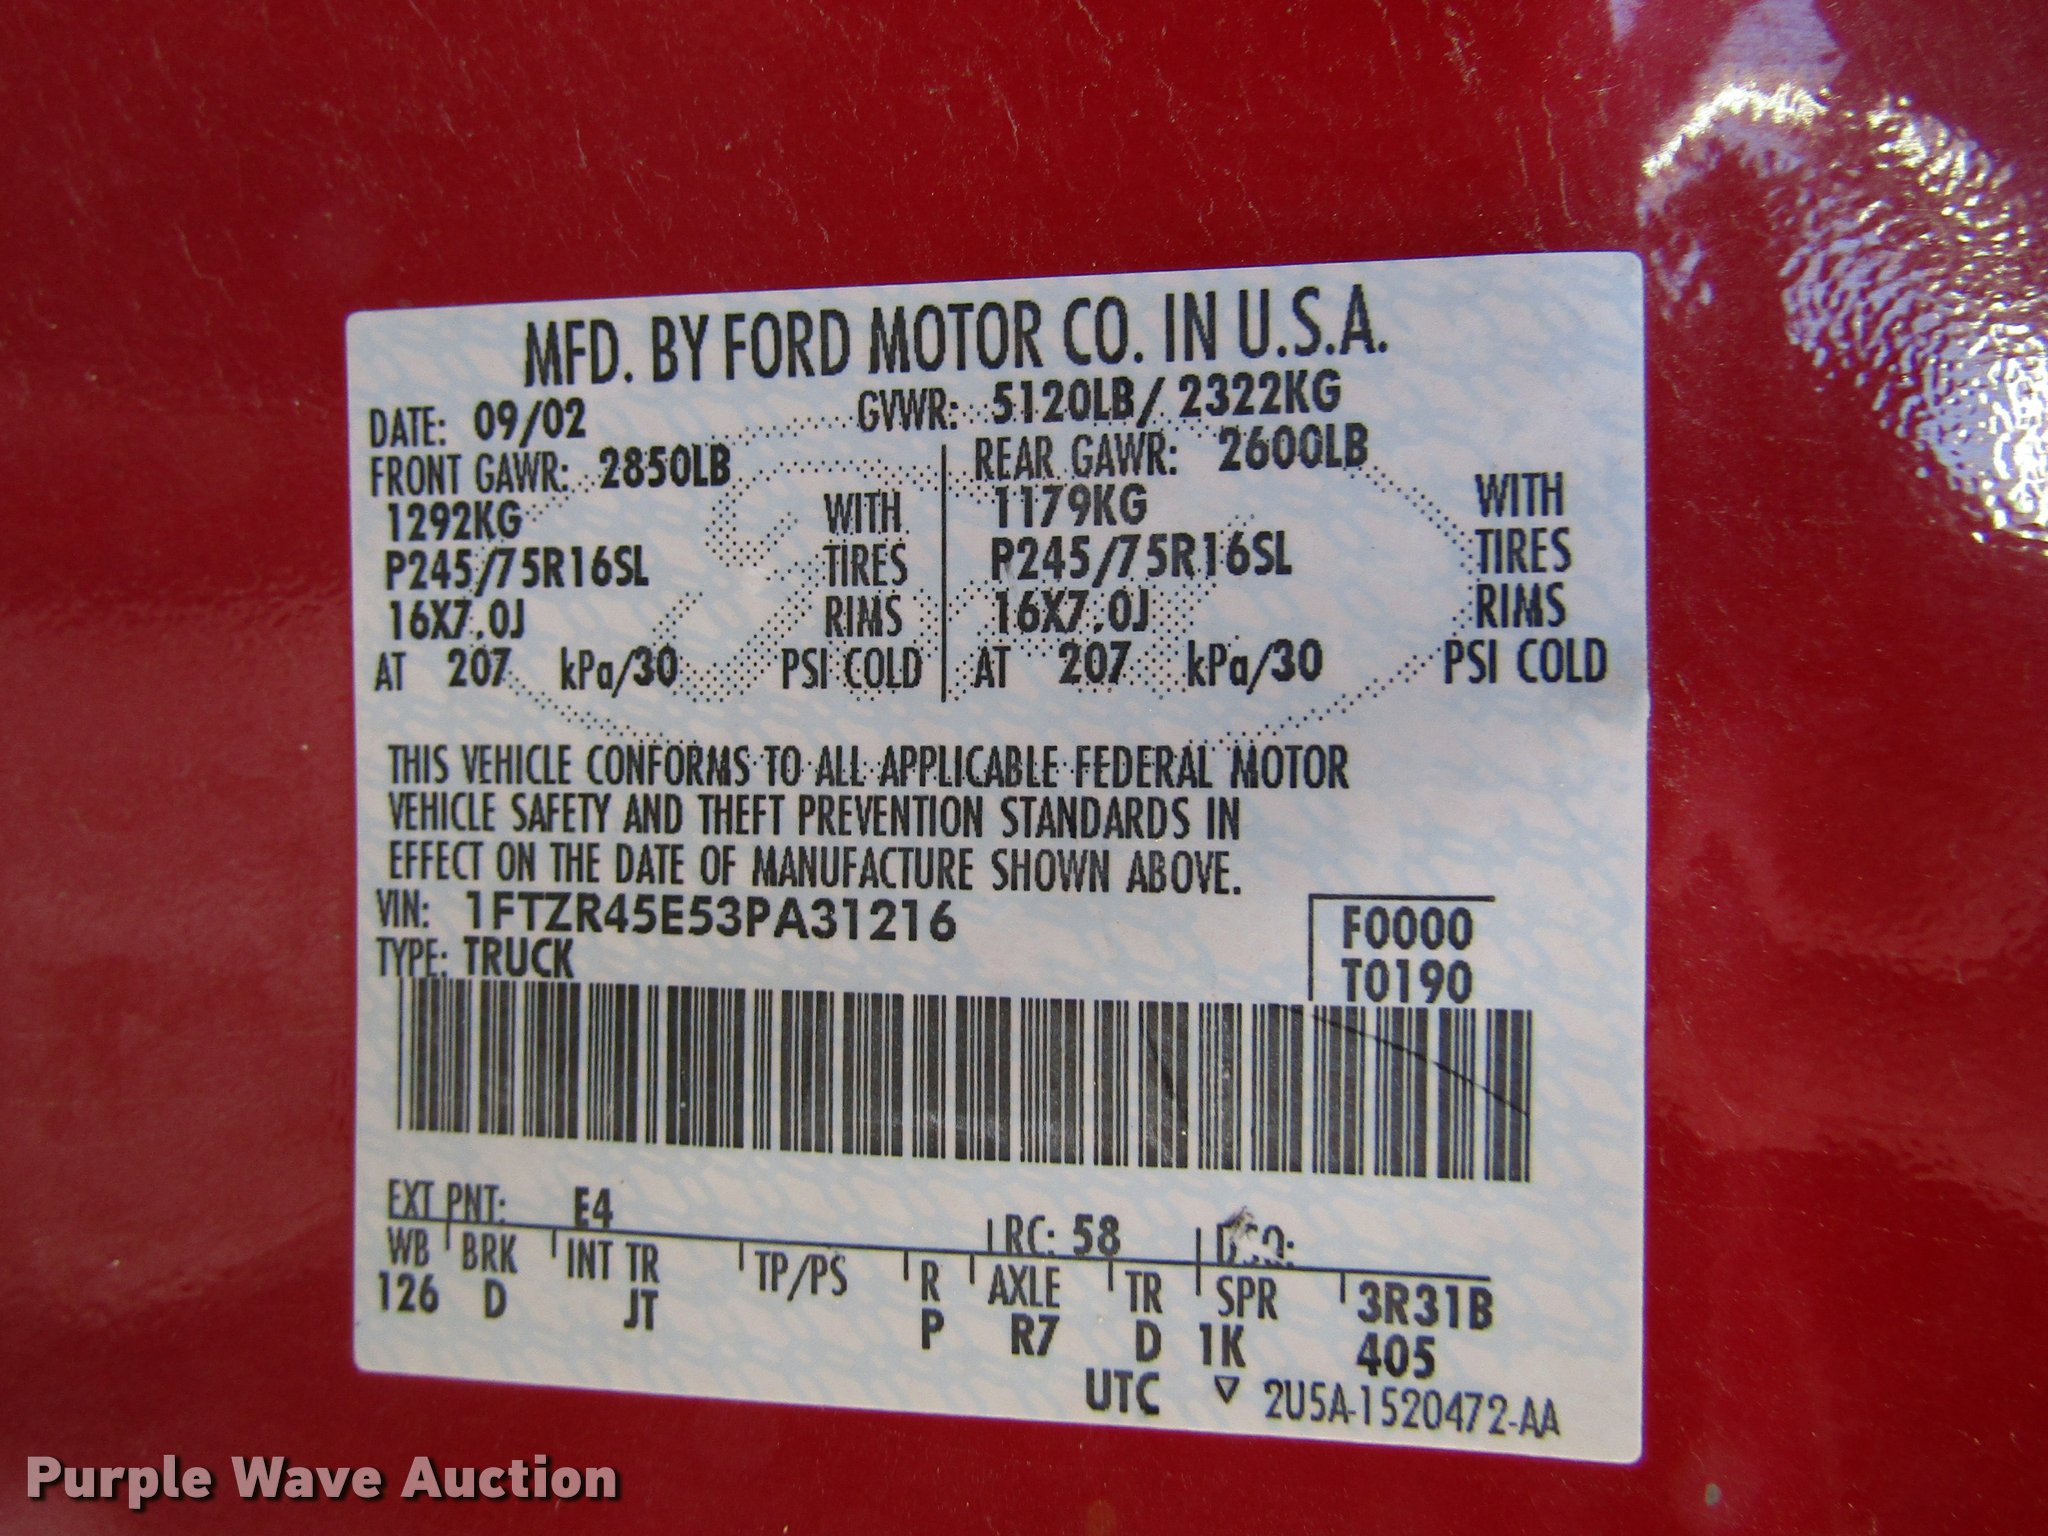 MFD. BY FORD MOTOR CO. IN U.S.A.
DATE: 09/02 GVWR: 5120LB/ 2322KG
FRONT GAWR: 2850LB REAR GAWR: 2600LB
1292KG WITH 1179KG WITH
P245/75R16SL TIRES P245/75R16SL TIRES
16X7.0J RIMS 16X7.0J RIMS
AT 207 kPa/30 PSI COLD AT 207 kPa/30 PSI COLD
THIS VEHICLE CONFORMS TO ALL APPLICABLE FEDERAL MOTOR
VEHICLE SAFETY AND THEFT PREVENTION STANDARDS IN
EFFECT ON THE DATE OF MANUFACTURE SHOWN ABOVE.
VIN: 1FTZR45E53PA31216 F0000
TYPE: TRUCK T0190
EXT PNT: E4 RC: 58 DSO:
WB BRK INT TR TP/PS R AXLE TR SPR 3R31B
126 D JT P R7 D 1K 405
UTC ▽ 2U5A-1520472-AA
Purple Wave Auction